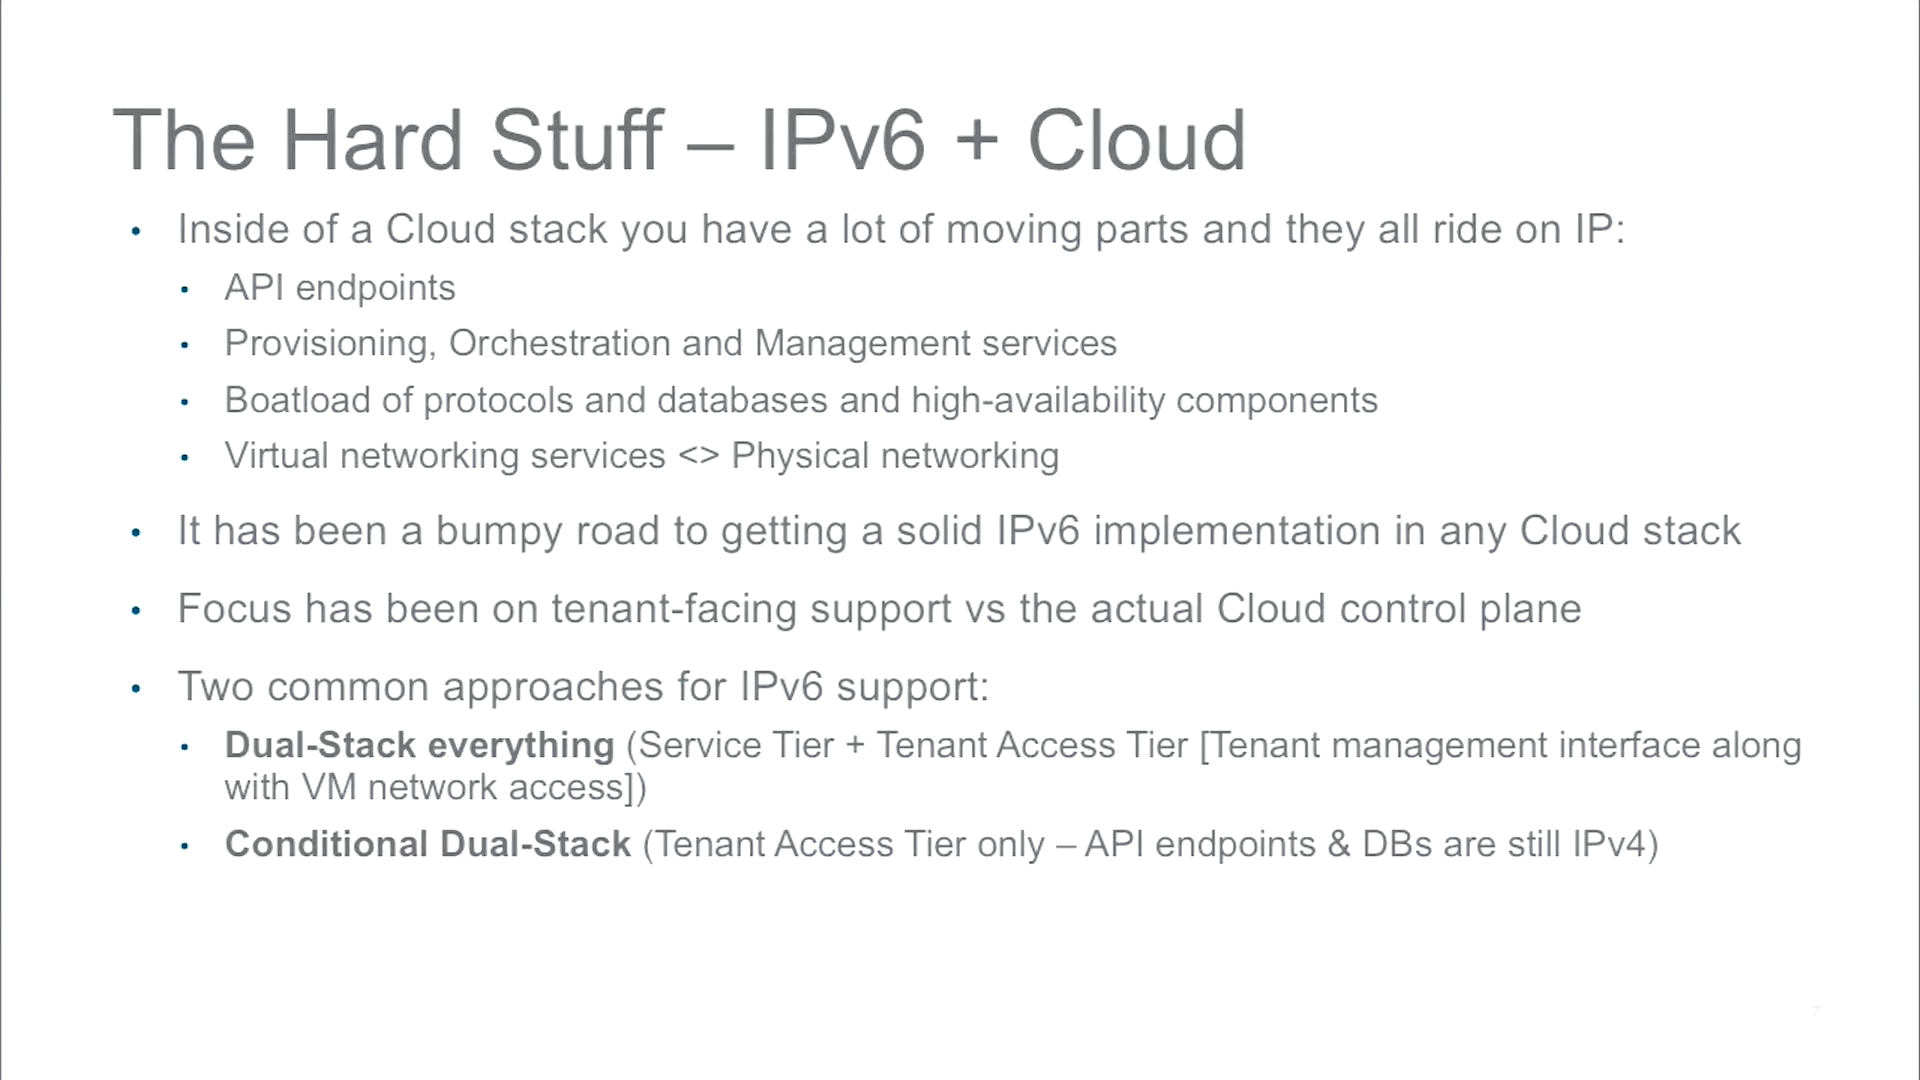 The Hard Stuff – IPv6 + Cloud
• Inside of a Cloud stack you have a lot of moving parts and they all ride on IP:
• API endpoints
• Provisioning, Orchestration and Management services
• Boatload of protocols and databases and high-availability components
• Virtual networking services <> Physical networking
• It has been a bumpy road to getting a solid IPv6 implementation in any Cloud stack
• Focus has been on tenant-facing support vs the actual Cloud control plane
• Two common approaches for IPv6 support:
• Dual-Stack everything (Service Tier + Tenant Access Tier [Tenant management interface along
with VM network access])
• Conditional Dual-Stack (Tenant Access Tier only – API endpoints & DBs are still IPv4)
7